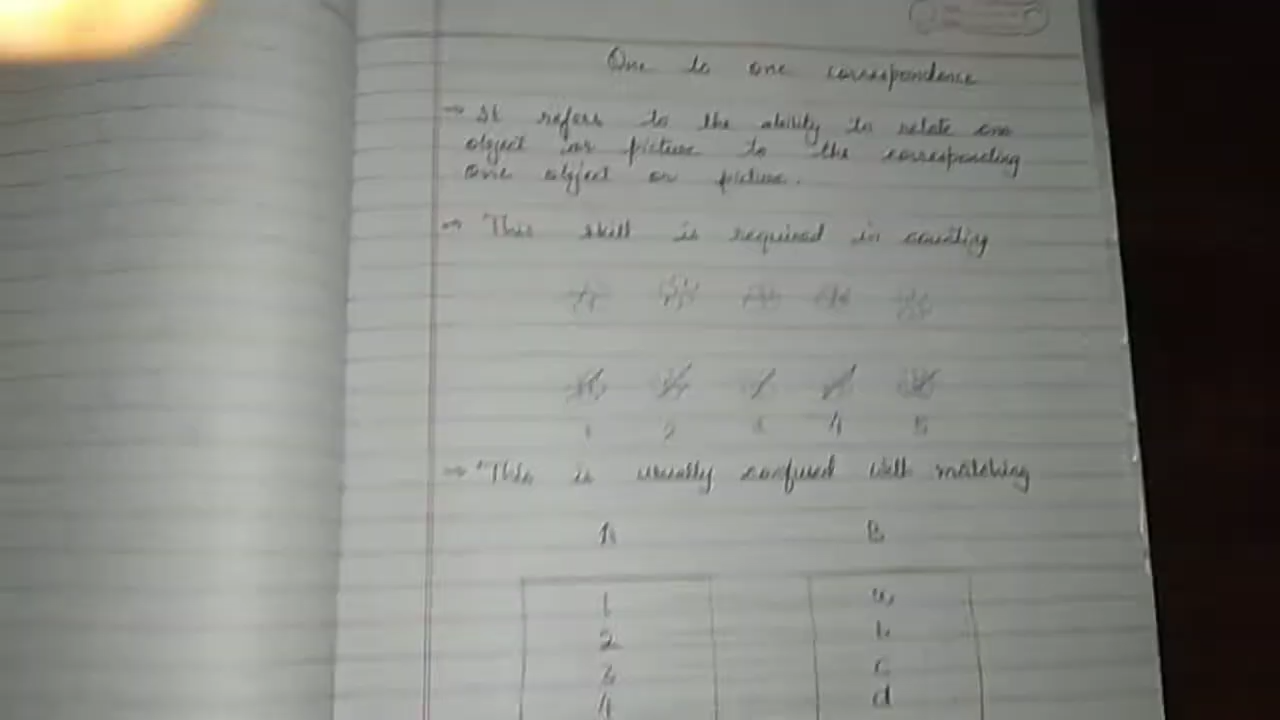 One to one correspondence
→ It refers to the ability to relate one
object or picture to the corresponding
one object or picture.
→ This skill is required in counting
1 2 3 4 5
→ This is usually confused with matching
A B
1 a
2 b
3 c
4 d